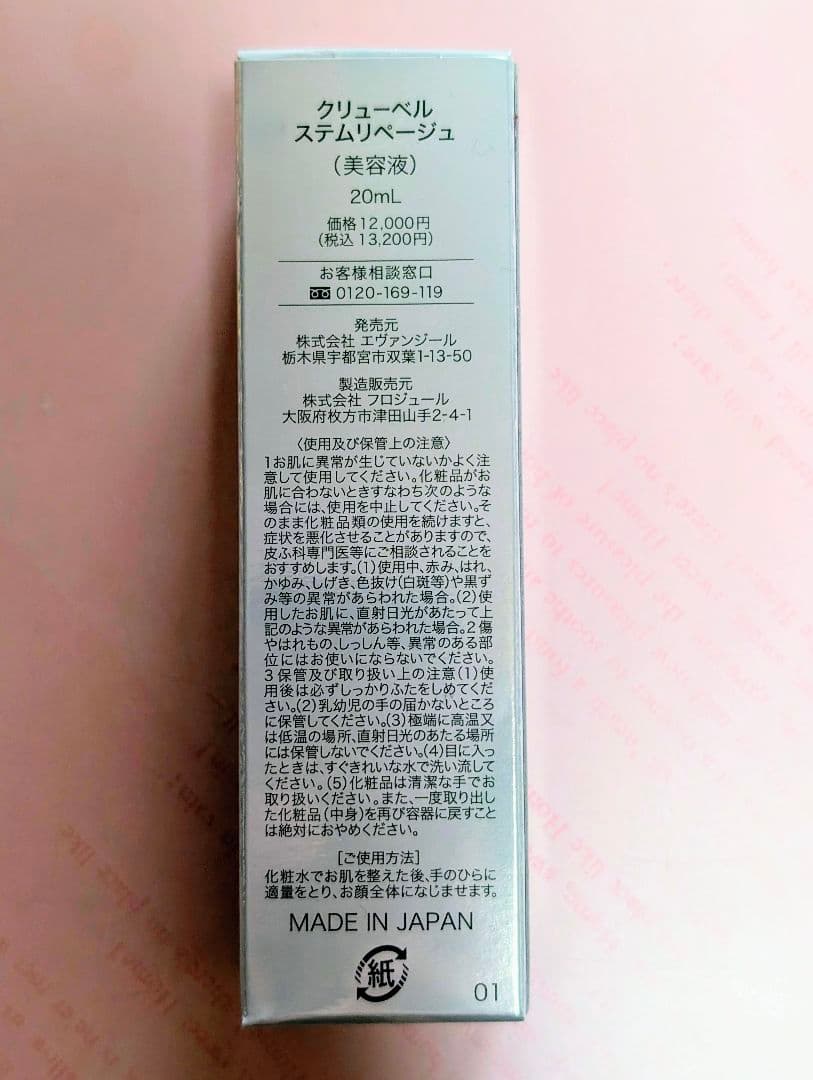 クリューベル
ステムリページュ
（美容液）
20mL
価格12,000円
（税込 13,200円）
お客様相談窓口
0120-169-119
発売元
株式会社 エヴァンジール
栃木県宇都宮市双葉1-13-50
製造販売元
株式会社 フロジュール
大阪府枚方市津田山手2-4-1
〈使用及び保管上の注意〉
1お肌に異常が生じていないかよく注
意して使用してください。化粧品がお
肌に合わないときすなわち次のような
場合には、使用を中止してください。そ
のまま化粧品類の使用を続けますと、
症状を悪化させることがありますので、
皮ふ科専門医等にご相談されることを
おすすめします。(1)使用中、赤み、はれ、
かゆみ、しげき、色抜け(白斑等)や黒ず
み等の異常があらわれた場合。(2)使
用したお肌に、直射日光があたって上
記のような異常があらわれた場合。2 傷
やはれもの、しっしん等、異常のある部
位にはお使いにならないでください。
3 保管及び取り扱い上の注意(1)使
用後は必ずしっかりふたをしめてくだ
さい。(2)乳幼児の手の届かないところ
に保管してください。(3)極端に高温又
は低温の場所、直射日光のあたる場所
には保管しないでください。(4)目に入っ
たときは、すぐきれいな水で洗い流して
ください。(5)化粧品は清潔な手でお
取り扱いください。また、一度取り出し
た化粧品(中身)を再び容器に戻すこと
は絶対におやめください。
[ご使用方法]
化粧水でお肌を整えた後、手のひらに
適量をとり、お顔全体になじませます。
MADE IN JAPAN
紙
01